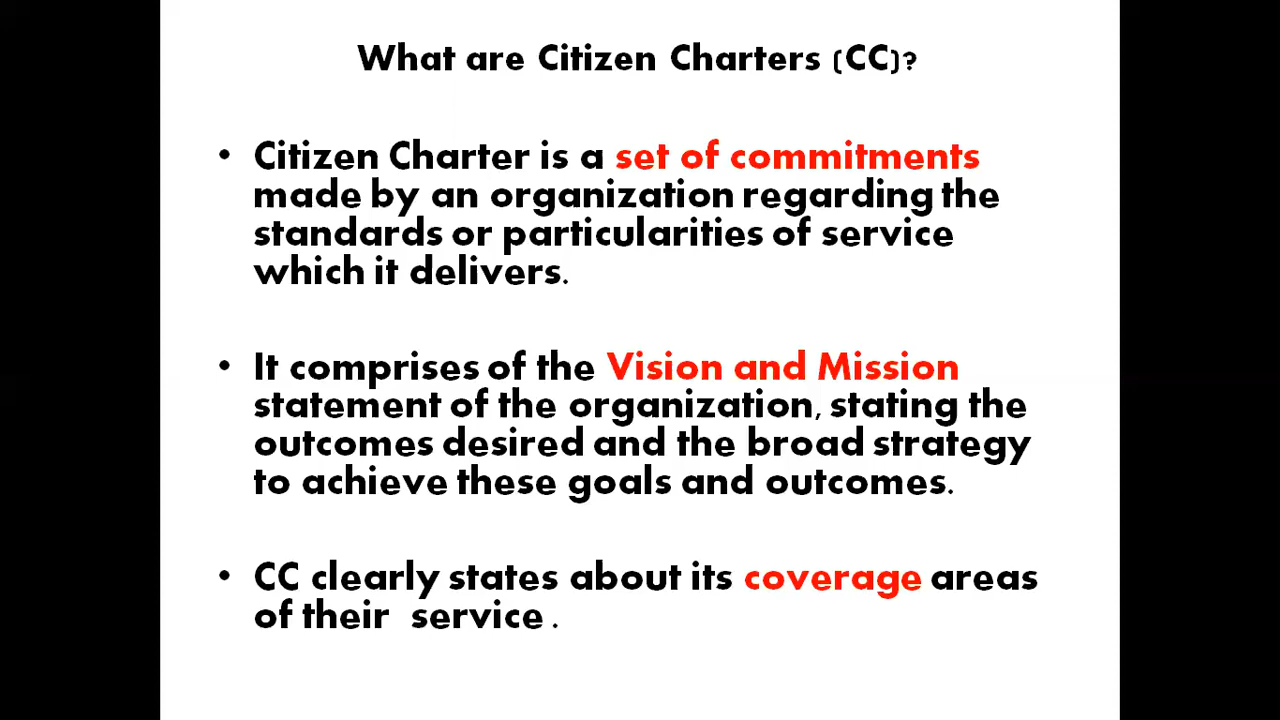 What are Citizen Charters (CC)?
• Citizen Charter is a set of commitments
made by an organization regarding the
standards or particularities of service
which it delivers.
• It comprises of the Vision and Mission
statement of the organization, stating the
outcomes desired and the broad strategy
to achieve these goals and outcomes.
• CC clearly states about its coverage areas
of their  service .